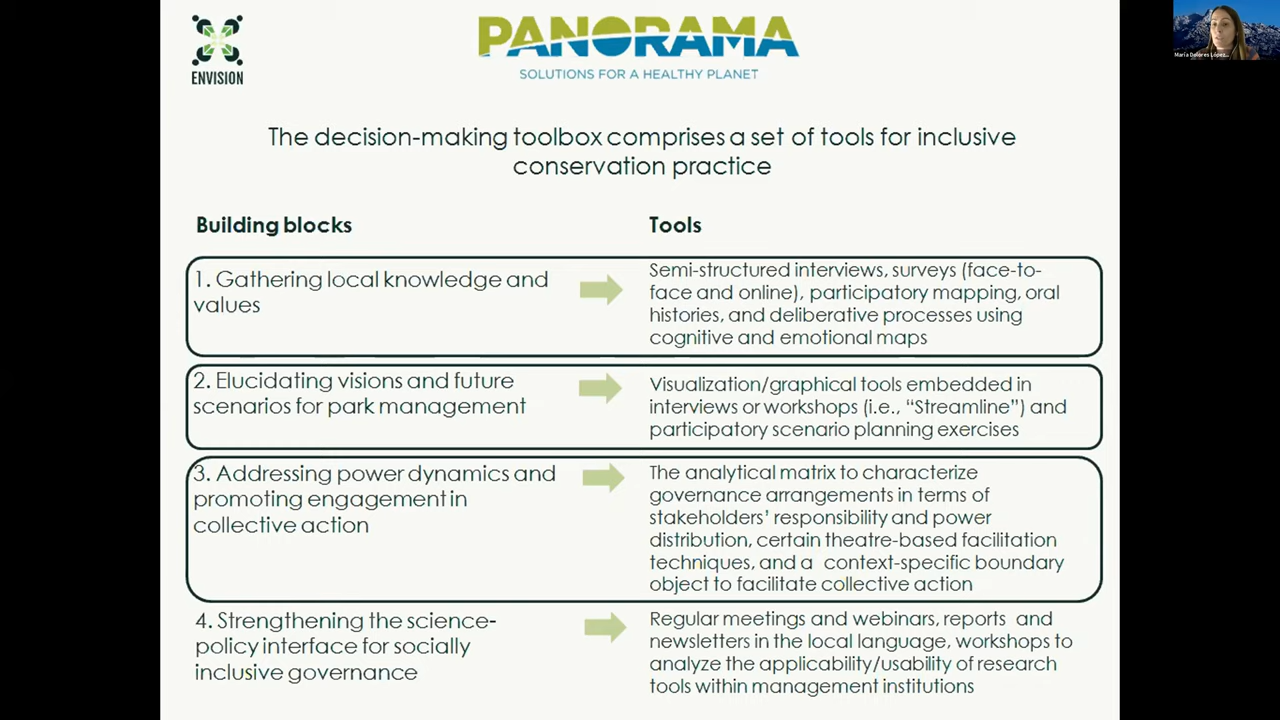 ENVISION
PANORAMA
SOLUTIONS FOR A HEALTHY PLANET
María Dolores López...
The decision-making toolbox comprises a set of tools for inclusive
conservation practice
Building blocks
Tools
1. Gathering local knowledge and
values
Semi-structured interviews, surveys (face-to-
face and online), participatory mapping, oral
histories, and deliberative processes using
cognitive and emotional maps
2. Elucidating visions and future
scenarios for park management
Visualization/graphical tools embedded in
interviews or workshops (i.e., “Streamline”) and
participatory scenario planning exercises
3. Addressing power dynamics and
promoting engagement in
collective action
The analytical matrix to characterize
governance arrangements in terms of
stakeholders’ responsibility and power
distribution, certain theatre-based facilitation
techniques, and a context-specific boundary
object to facilitate collective action
4. Strengthening the science-
policy interface for socially
inclusive governance
Regular meetings and webinars, reports and
newsletters in the local language, workshops to
analyze the applicability/usability of research
tools within management institutions